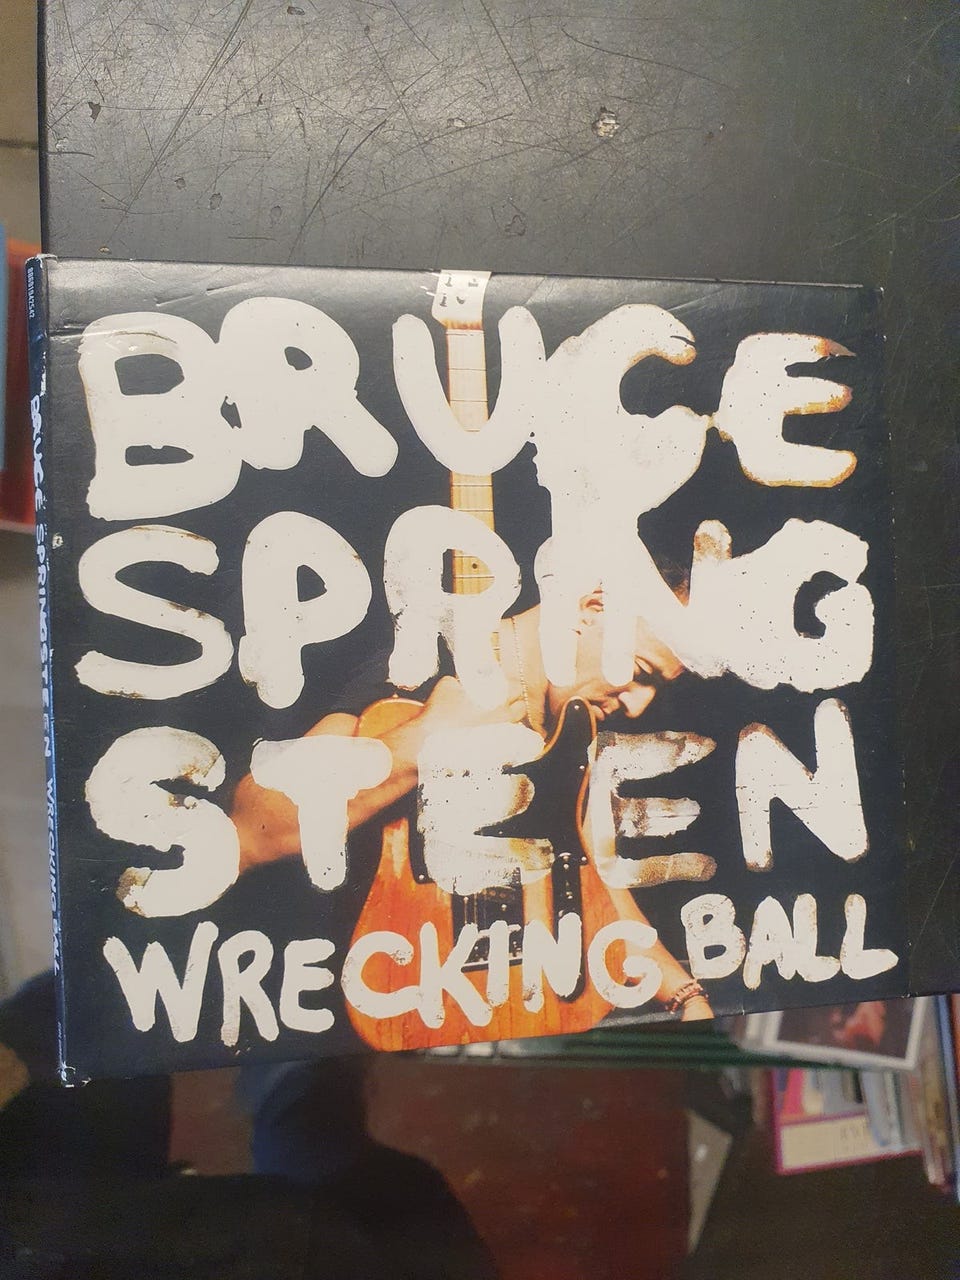 BRUCE
SPRING
STEEN
WRECKING BALL
BRUCE SPRINGSTEEN WRECKING BALL